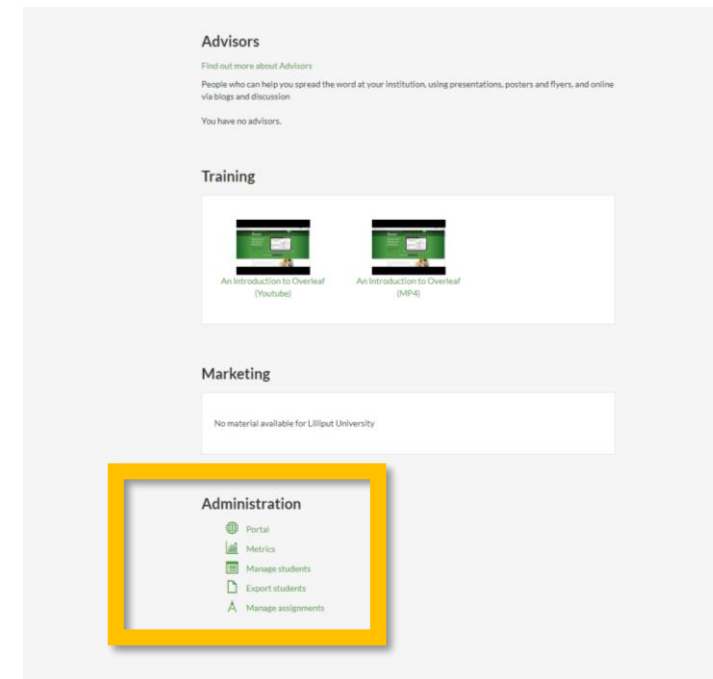 Advisors
Find out more about Advisors
People who can help you spread the word at your institution, using presentations, posters and flyers, and online
via blogs and discussion
You have no advisors.
Training
An Introduction to Overleaf
(Youtube)
An Introduction to Overleaf
(MP4)
Marketing
No material available for Lilliput University
Administration
Portal
Metrics
Manage students
Export students
Manage assignments